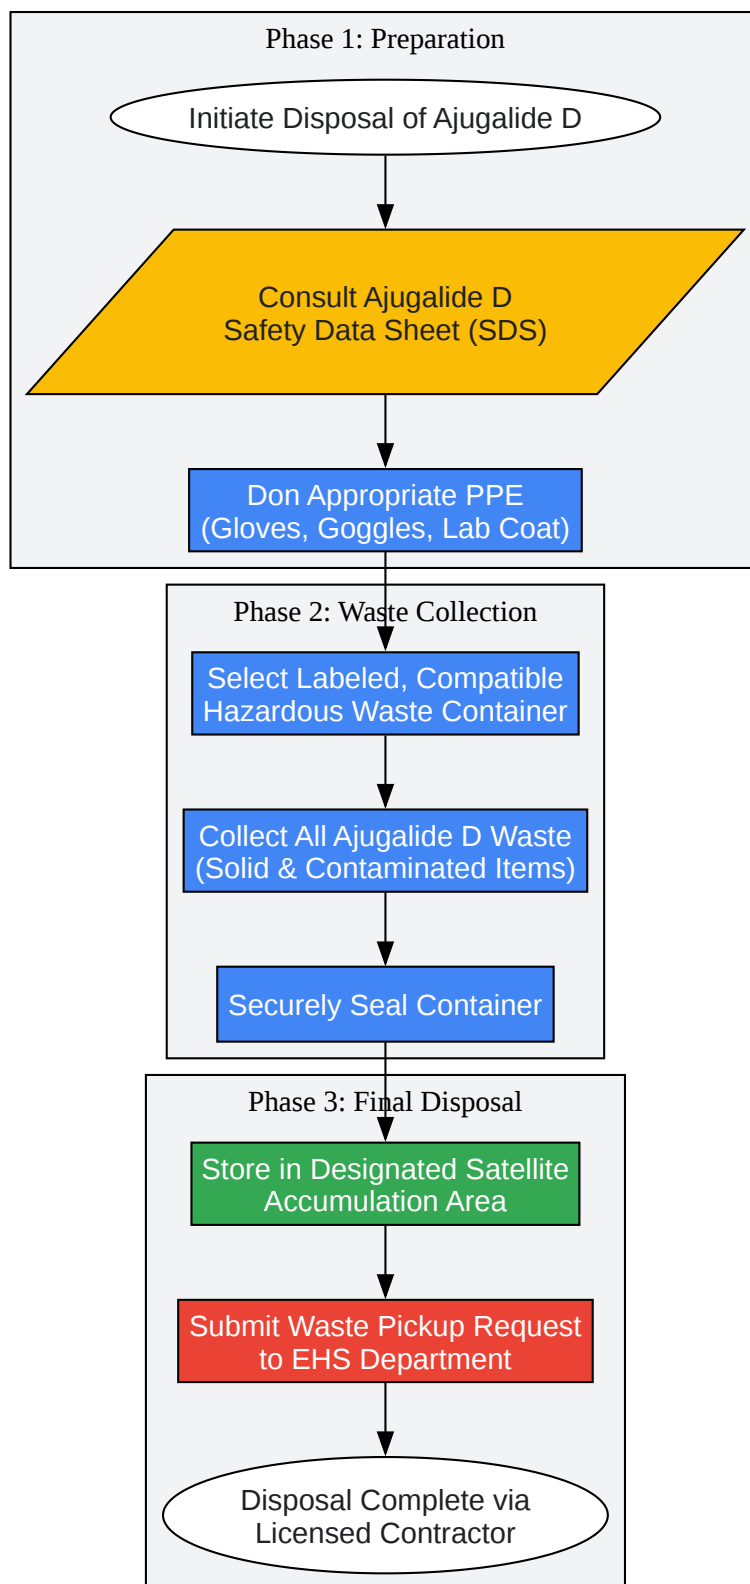 Phase 1: Preparation
Initiate Disposal of Ajugalide D
Consult Ajugalide D
Safety Data Sheet (SDS)
Don Appropriate PPE
(Gloves, Goggles, Lab Coat)
Phase 2: Waste Collection
Select Labeled, Compatible
Hazardous Waste Container
Collect All Ajugalide D Waste
(Solid & Contaminated Items)
Securely Seal Container
Phase 3: Final Disposal
Store in Designated Satellite
Accumulation Area
Submit Waste Pickup Request
to EHS Department
Disposal Complete via
Licensed Contractor